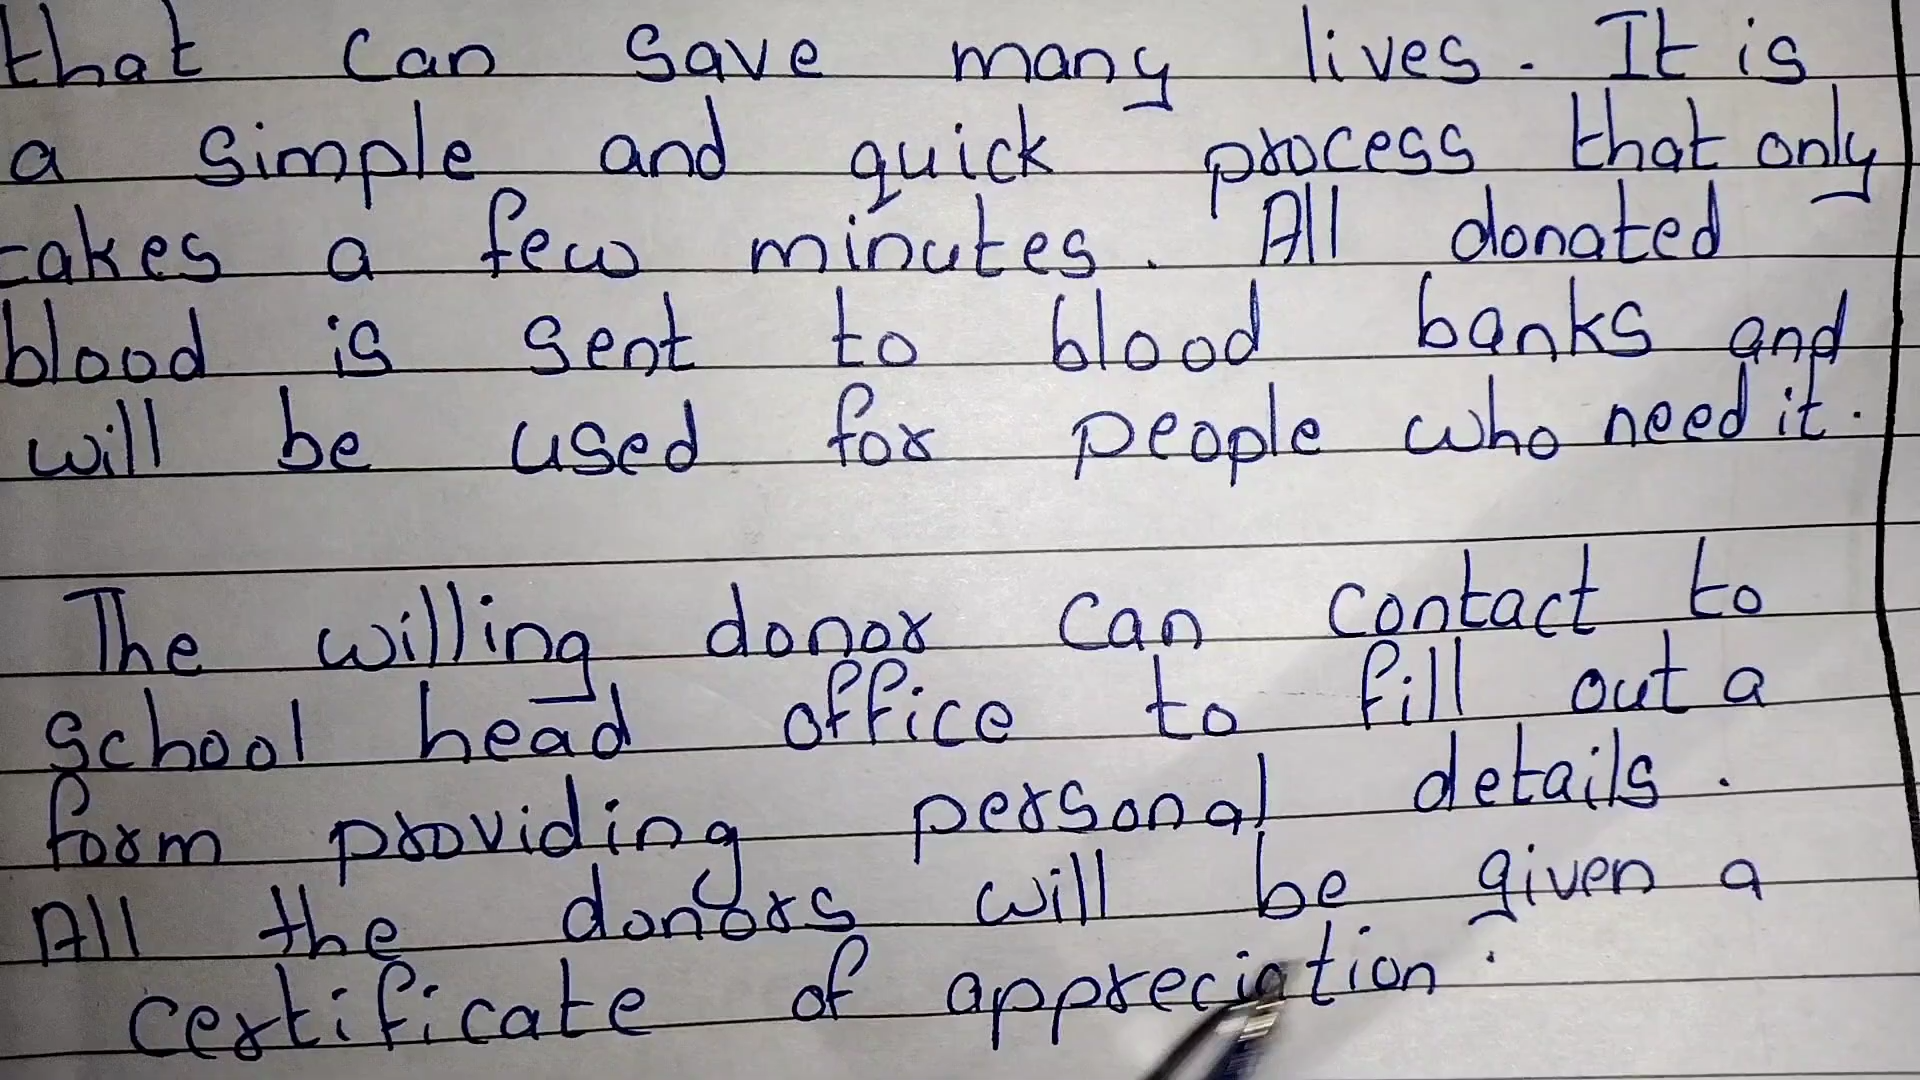 that can save many lives. It is
a simple and quick process that only
takes a few minutes. All donated
blood is sent to blood banks and
will be used for people who need it.
The willing donor can contact to
school head office to fill out a
form providing personal details.
All the donors will be given a
certificate of appreciation.